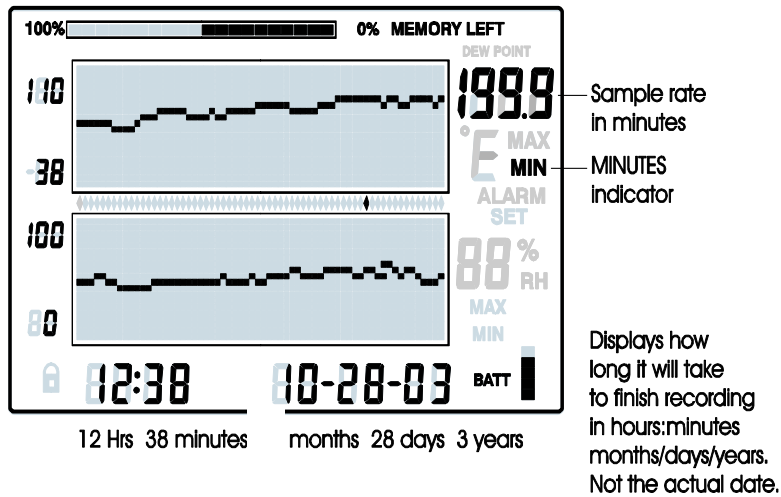 100% 0% MEMORY LEFT
DEW POINT
110
199.9
Sample rate
in minutes
°E MAX
MIN
MINUTES
indicator
-38
ALARM
SET
100
88 % RH
MAX
MIN
80
12:38
10-28-03
BATT
12 Hrs 38 minutes
months 28 days 3 years
Displays how
long it will take
to finish recording
in hours:minutes
months/days/years.
Not the actual date.